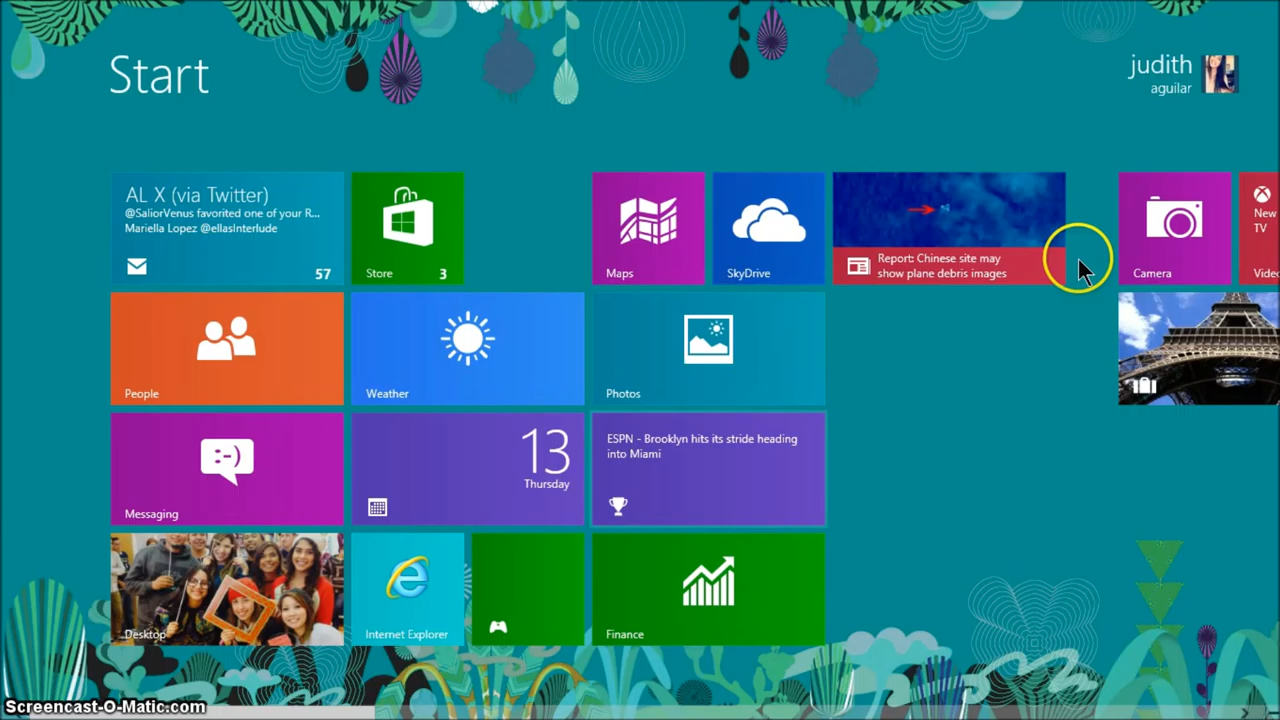 Start
judith
aguilar
AL X (via Twitter)
@SaliorVenus favorited one of your R...
Mariella Lopez @ellasInterlude
57
Store
3
Maps
SkyDrive
Report: Chinese site may
show plane debris images
Camera
New
TV
Video
People
Weather
Photos
Messaging
13
Thursday
ESPN - Brooklyn hits its stride heading
into Miami
Desktop
Internet Explorer
Finance
Screencast-O-Matic.com